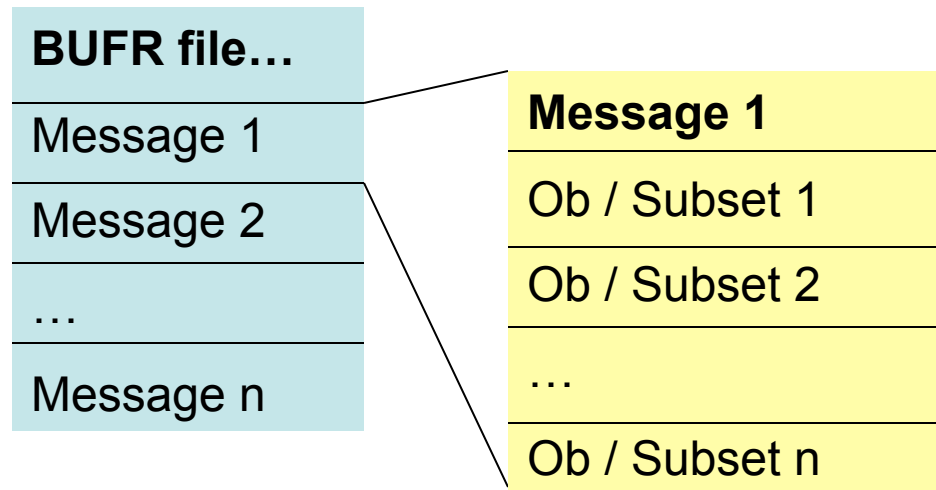 BUFR file…
Message 1
Message 2
…
Message n
Message 1
Ob / Subset 1
Ob / Subset 2
…
Ob / Subset n